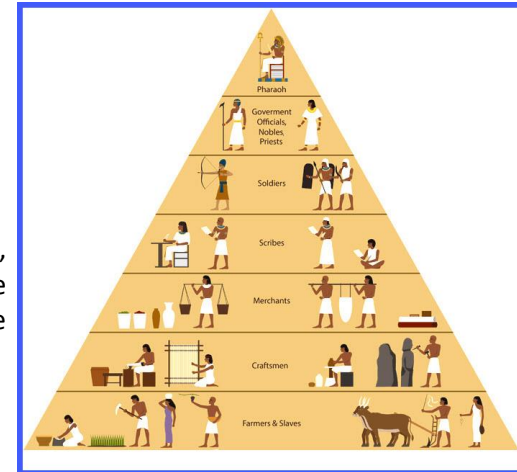 Pharaoh
Goverment
Officials,
Nobles,
Priests
Soldiers
Scribes
Merchants
Craftsmen
Farmers & Slaves